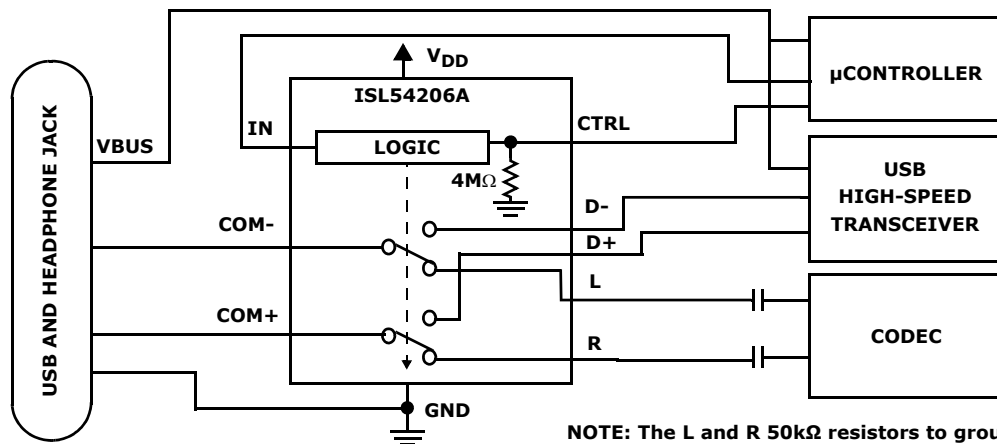 USB AND HEADPHONE JACK
VBUS
COM-
COM+
IN
VDD
ISL54206A
LOGIC
4MΩ
CTRL
D-
D+
L
R
GND
µCONTROLLER
USB
HIGH-SPEED
TRANSCEIVER
CODEC
NOTE: The L and R 50kΩ resistors to